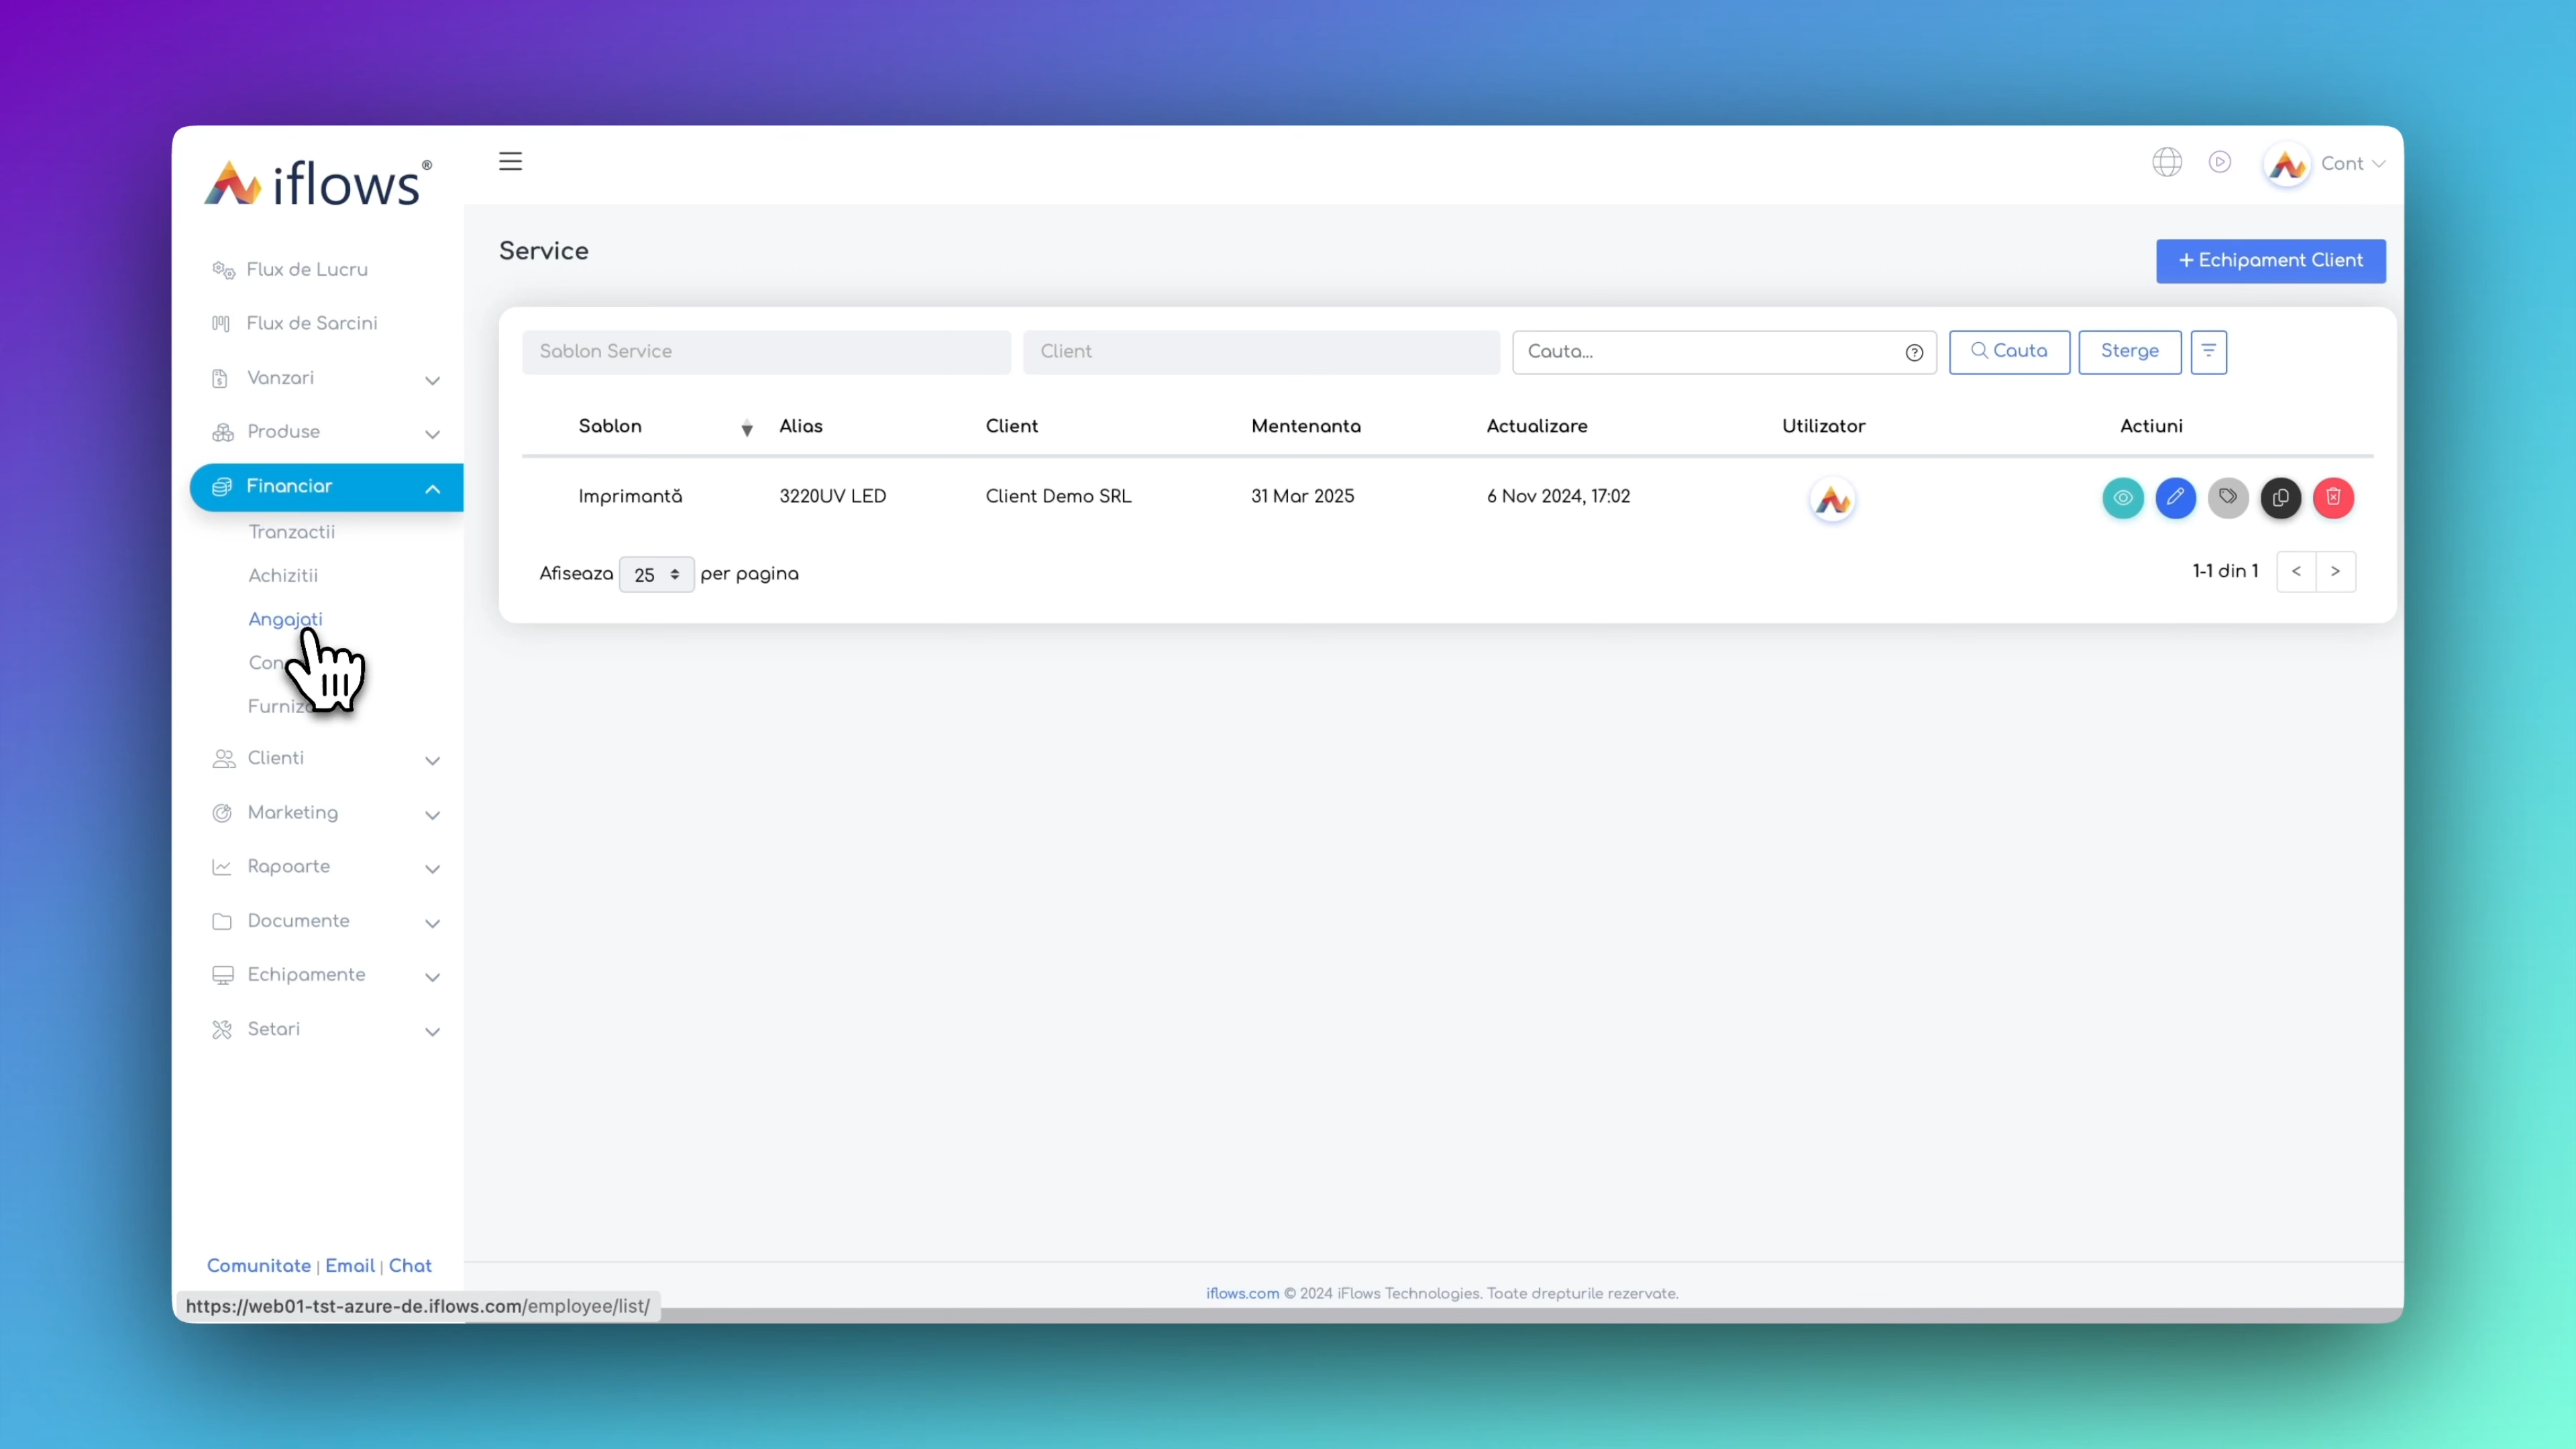 iflows®
Cont
Flux de Lucru
Flux de Sarcini
Vanzari
Produse
Financiar
Tranzactii
Achizitii
Angajati
Clienti
Marketing
Rapoarte
Documente
Echipamente
Setari
Comunitate | Email | Chat
https://web01-tst-azure-de.iflows.com/employee/list/
Service
+ Echipament Client
Sablon Service
Client
Cauta...
Cauta
Sterge
Sablon Alias Client Mentenanta Actualizare Utilizator Actiuni
Imprimantă 3220UV LED Client Demo SRL 31 Mar 2025 6 Nov 2024, 17:02
Afiseaza 25 per pagina
1-1 din 1 < >
iflows.com © 2024 iFlows Technologies. Toate drepturile rezervate.